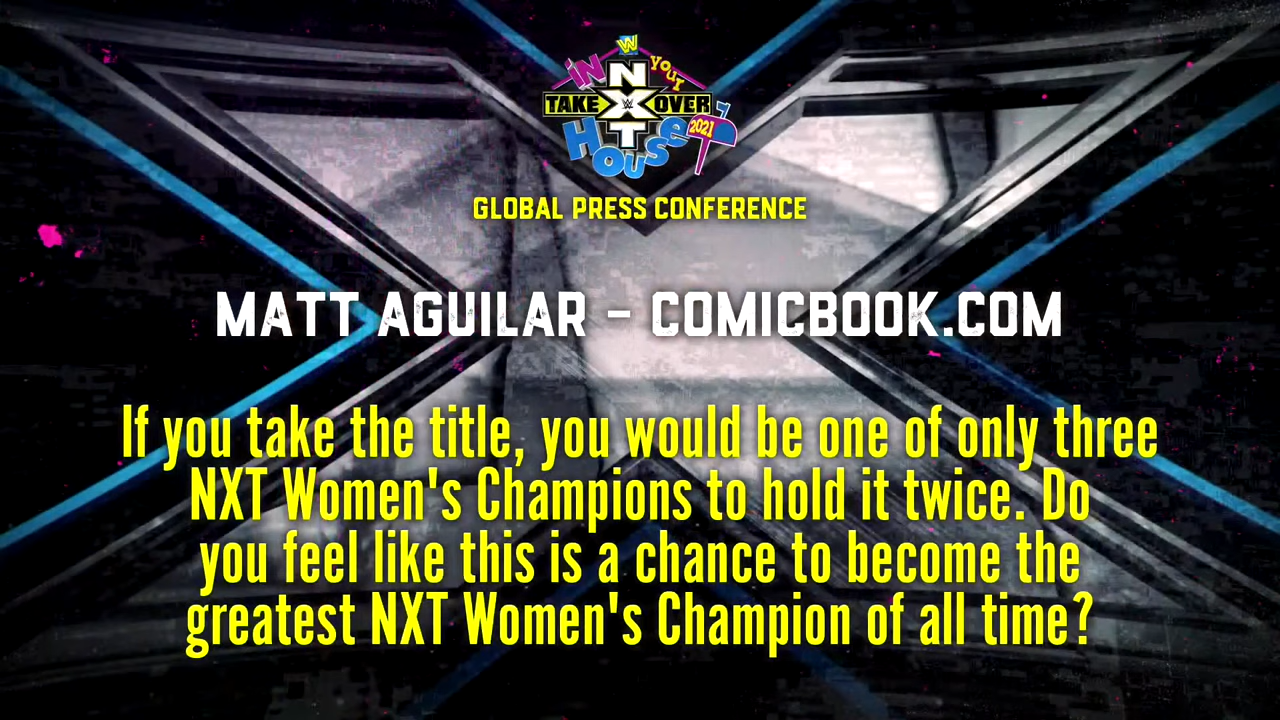 W
IN YOUR
NXT
TAKE OVER
HOUSE 2021
GLOBAL PRESS CONFERENCE
MATT AGUILAR – COMICBOOK.COM
If you take the title, you would be one of only three
NXT Women's Champions to hold it twice. Do
you feel like this is a chance to become the
greatest NXT Women's Champion of all time?